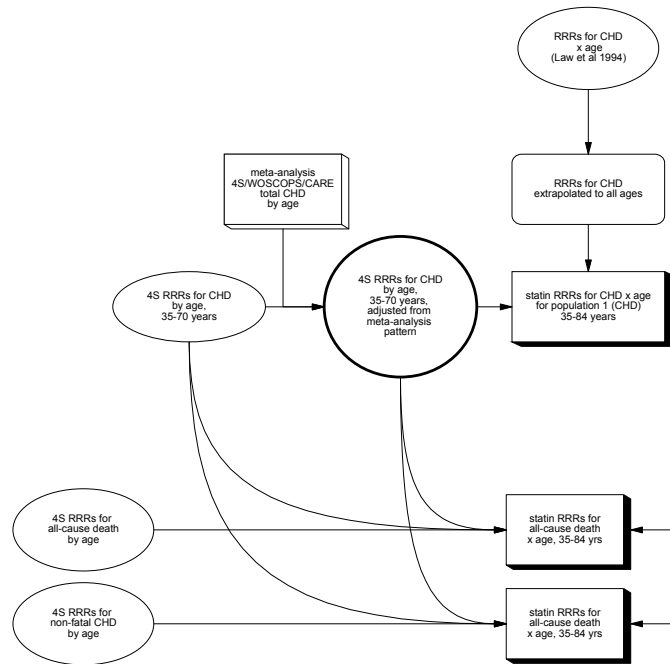 RRRs for CHD
x age
(Law et al 1994)
meta-analysis
4S/WOSCOPS/CARE
total CHD
by age
RRRs for CHD
extrapolated to all ages
4S RRRs for CHD
by age,
35-70 years
4S RRRs for CHD
by age,
35-70 years,
adjusted from
meta-analysis
pattern
statin RRRs for CHD x age
for population 1 (CHD)
35-84 years
4S RRRs for
all-cause death
by age
statin RRRs for
all-cause death
x age, 35-84 yrs
4S RRRs for
non-fatal CHD
by age
statin RRRs for
all-cause death
x age, 35-84 yrs